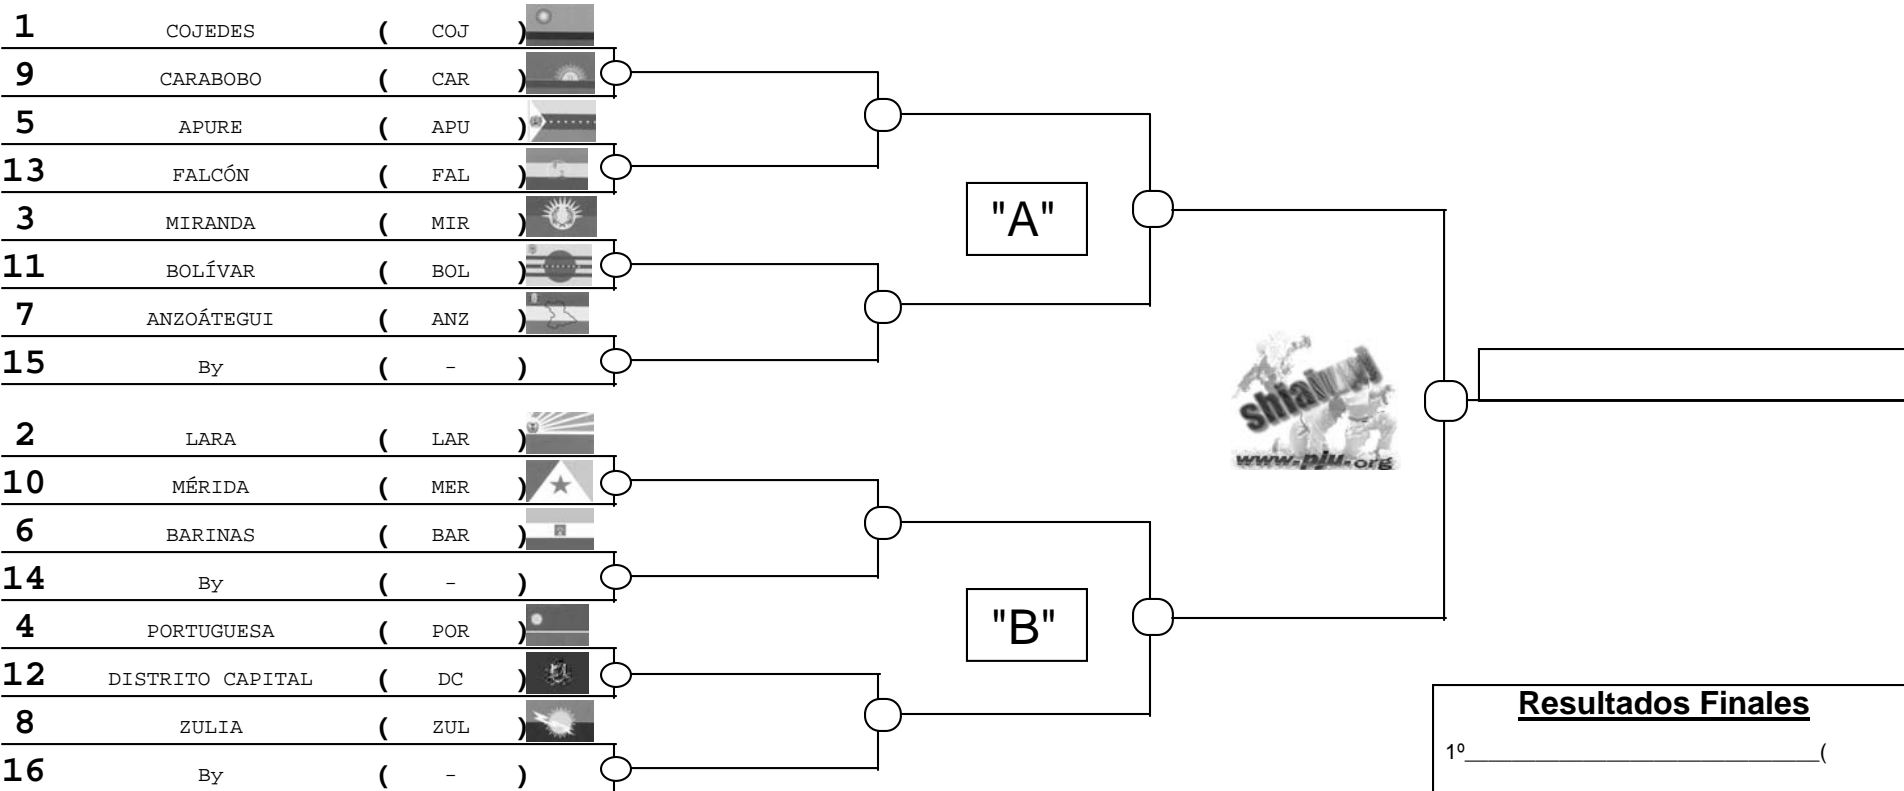 1 COJEDES ( COJ )
9 CARABOBO ( CAR )
5 APURE ( APU )
13 FALCÓN ( FAL )
3 MIRANDA ( MIR )
11 BOLÍVAR ( BOL )
7 ANZOÁTEGUI ( ANZ )
15 By ( - )
"A"
shiai
www.pju.org
2 LARA ( LAR )
10 MÉRIDA ( MER )
6 BARINAS ( BAR )
14 By ( - )
4 PORTUGUESA ( POR )
12 DISTRITO CAPITAL ( DC )
8 ZULIA ( ZUL )
16 By ( - )
"B"
Resultados Finales
1º______________________________(